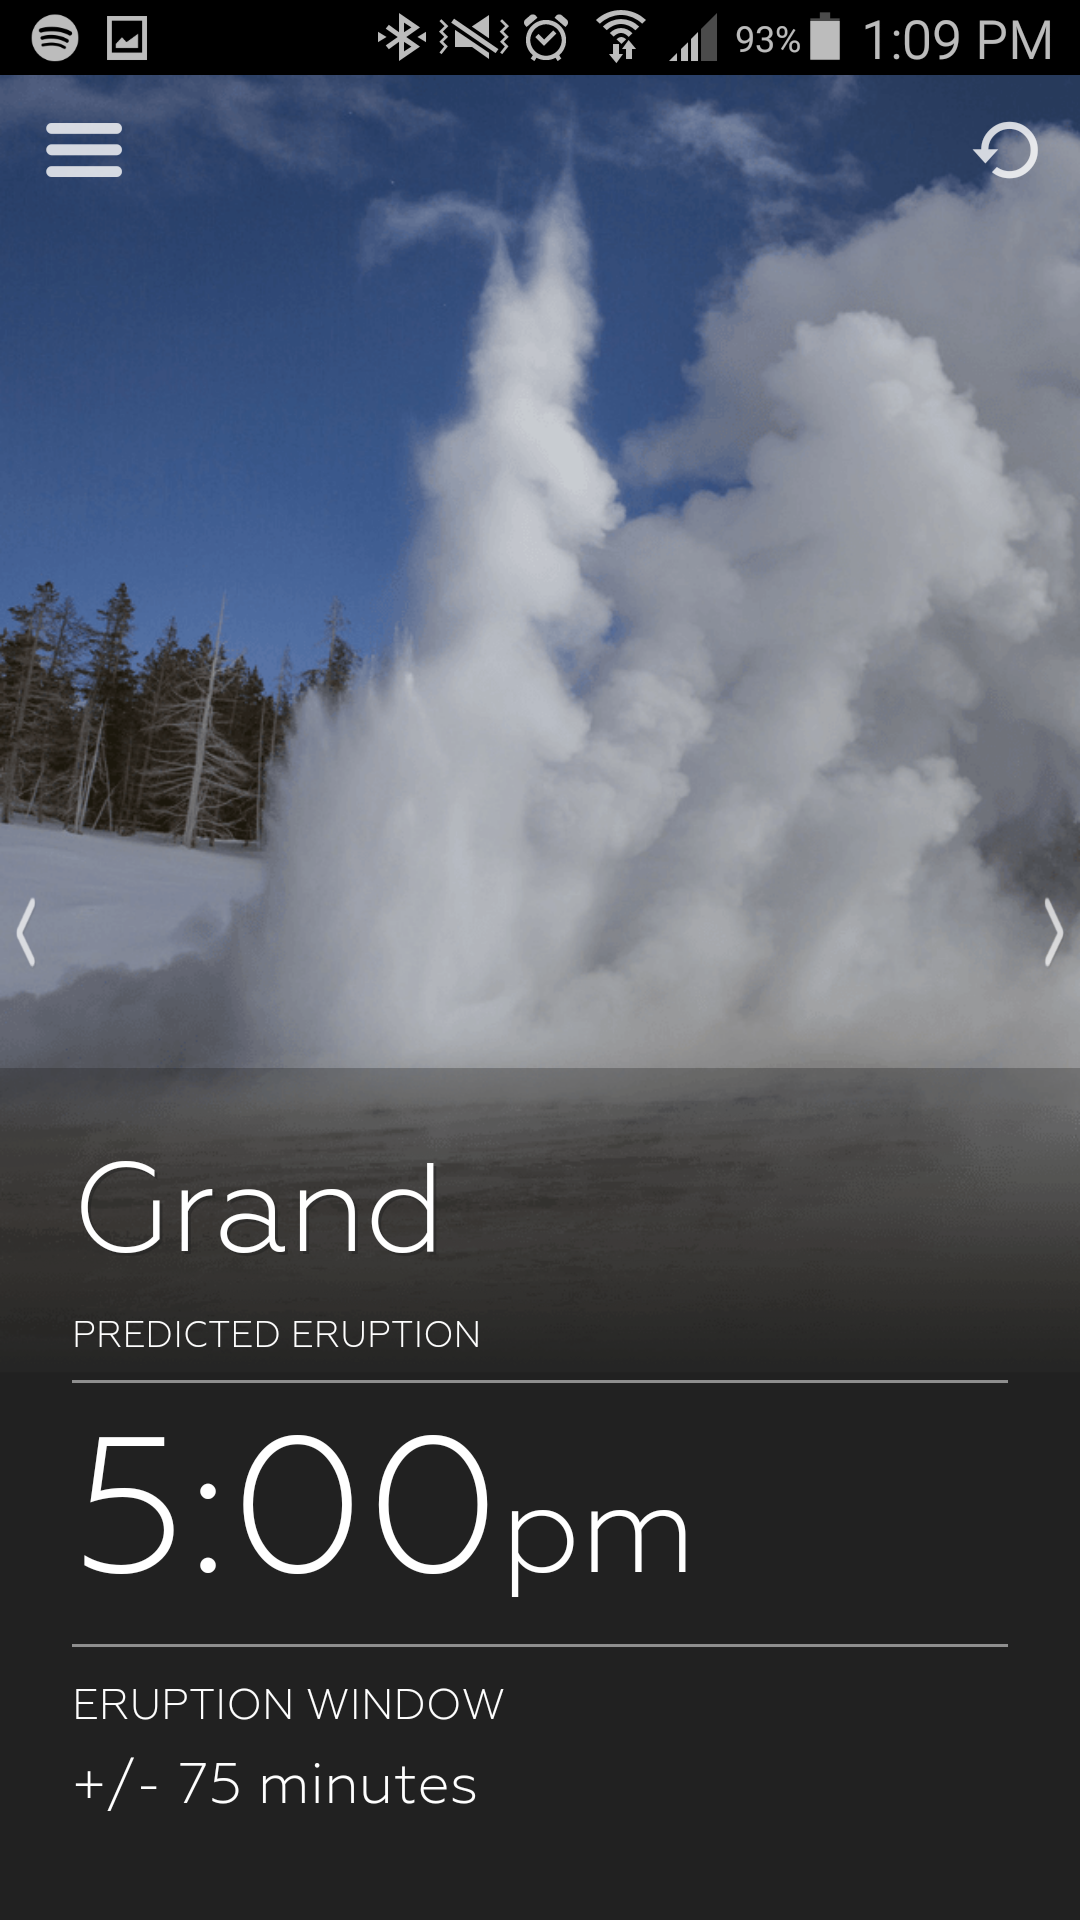 93% 1:09 PM
Grand
PREDICTED ERUPTION
5:00pm
ERUPTION WINDOW
+/- 75 minutes